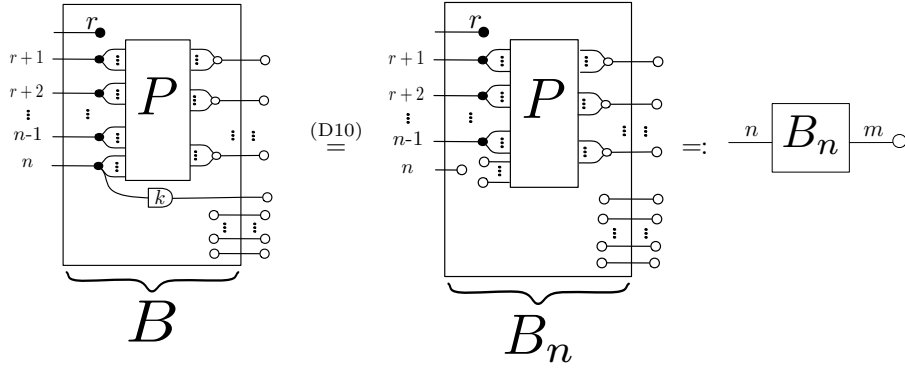 r
r+1
r+2
n-1
n
P
k
B
(D10)
=
r
r+1
r+2
n-1
n
P
B_n
=:
n
B_n
m